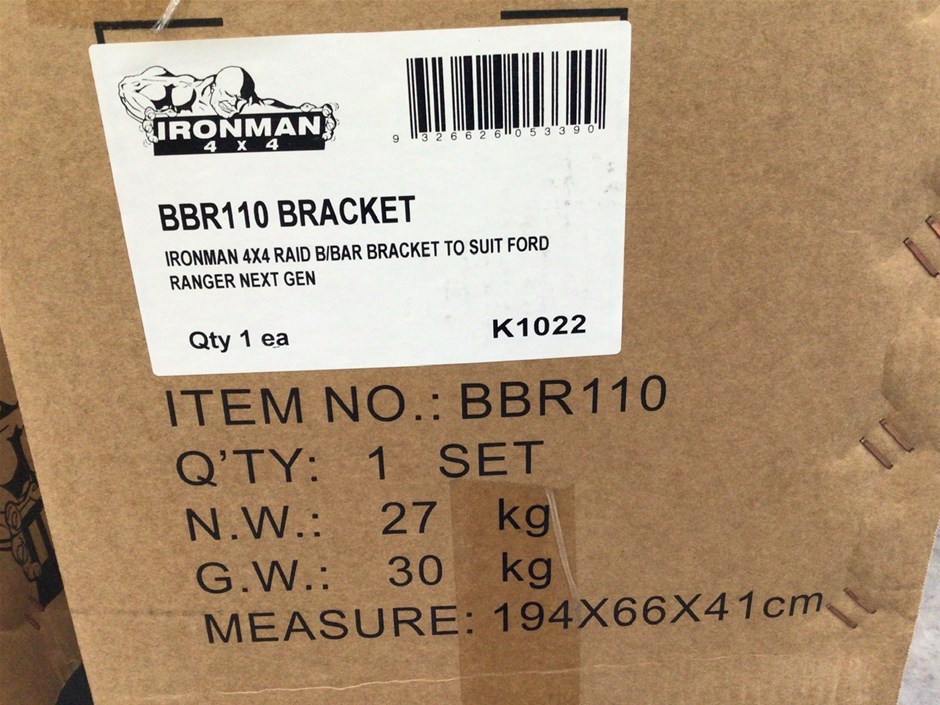 IRONMAN
4 X 4
9 326626 053390
BBR110 BRACKET
IRONMAN 4X4 RAID B/BAR BRACKET TO SUIT FORD
RANGER NEXT GEN
Qty 1 ea
K1022
ITEM NO.: BBR110
Q'TY: 1 SET
N.W.: 27 kg
G.W.: 30 kg
MEASURE: 194X66X41cm